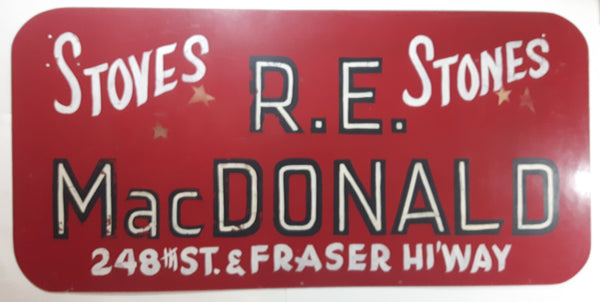 STOVES R.E. STONES
MacDONALD
248th ST. & FRASER HI'WAY